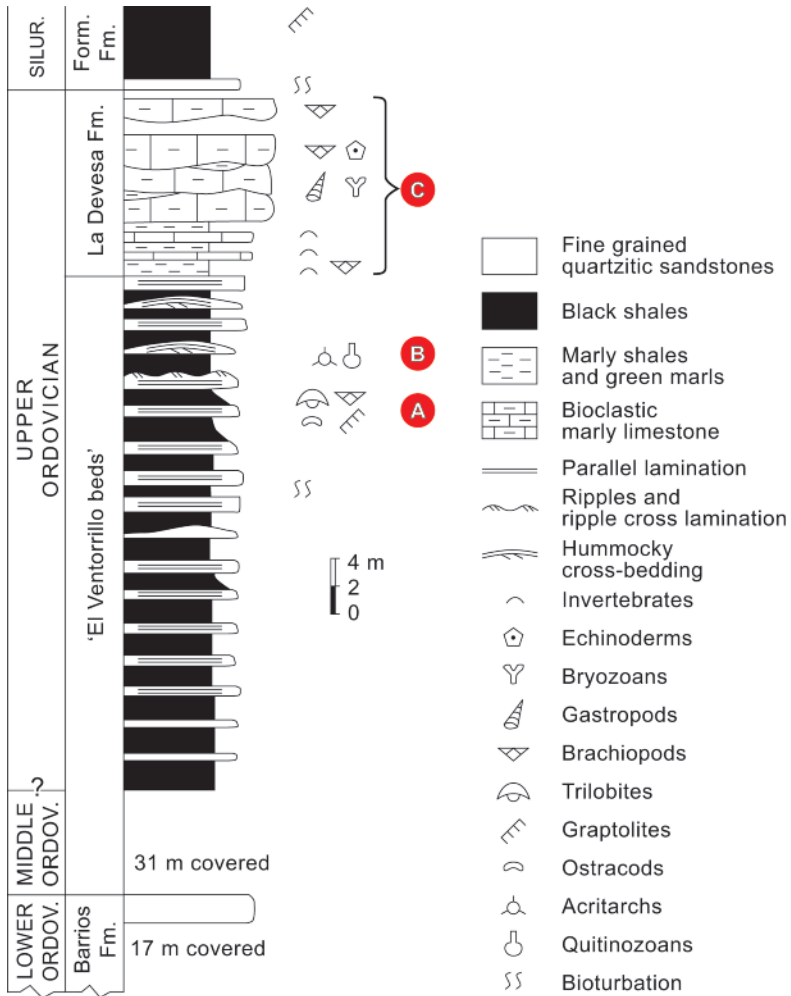 SILUR.
Form.
Fm.
La Devesa Fm.
C
B
A
UPPER
ORDOVICIAN
'El Ventorrillo beds'
4 m
2
0
?
MIDDLE
ORDOV.
31 m covered
LOWER
ORDOV.
Barrios
Fm.
17 m covered
Fine grained
quartzitic sandstones
Black shales
Marly shales
and green marls
Bioclastic
marly limestone
Parallel lamination
Ripples and
ripple cross lamination
Hummocky
cross-bedding
Invertebrates
Echinoderms
Bryozoans
Gastropods
Brachiopods
Trilobites
Graptolites
Ostracods
Acritarchs
Quitinozoans
Bioturbation